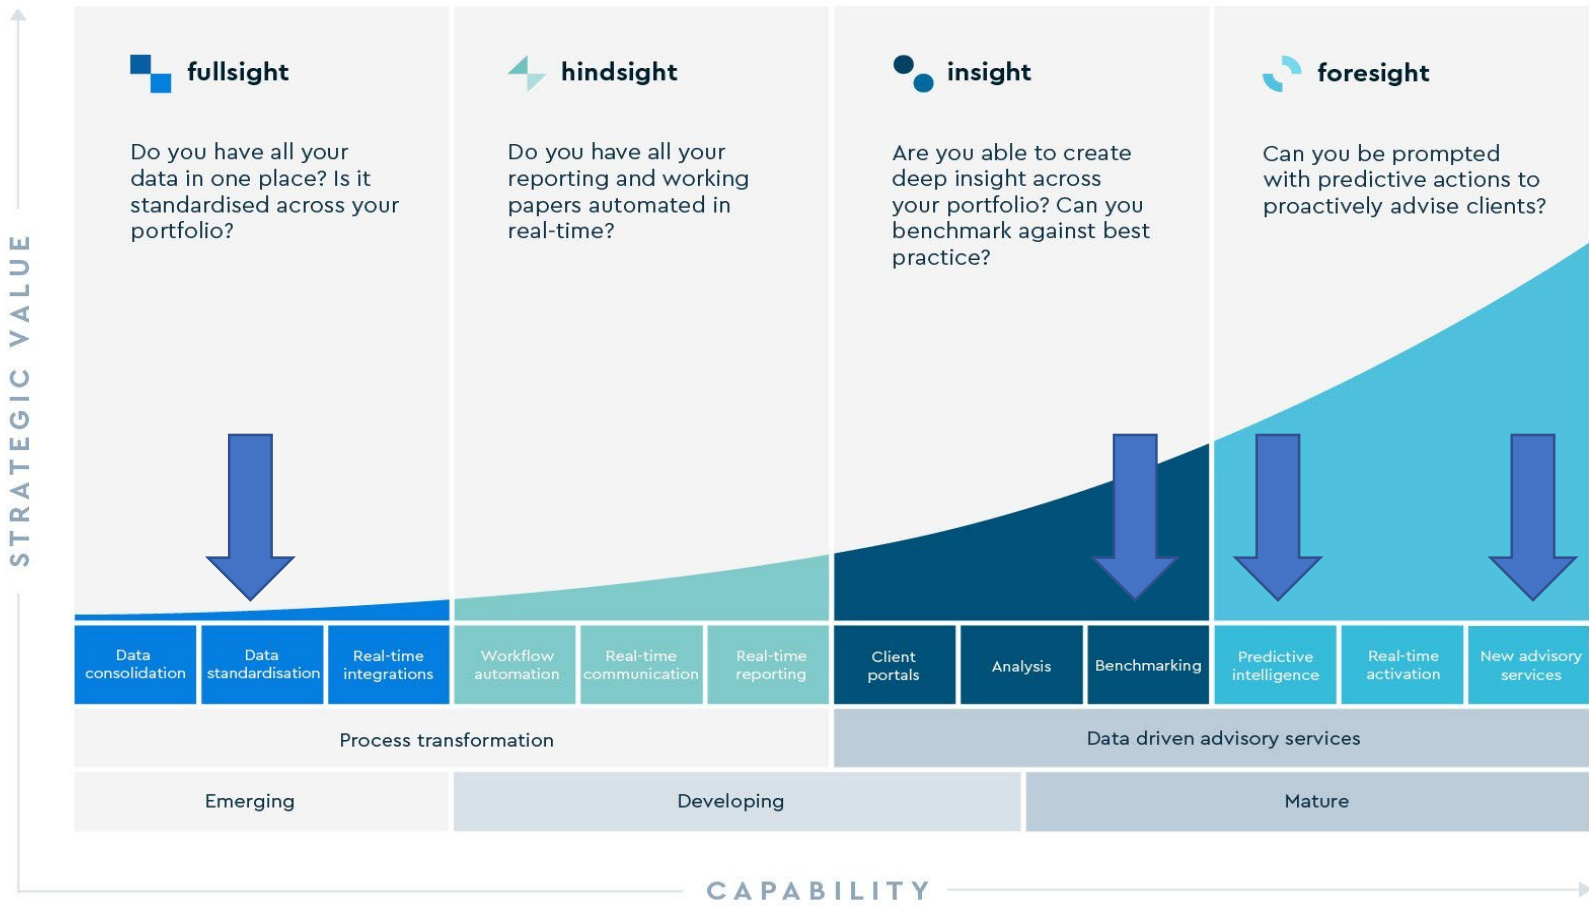 fullsight
Do you have all your
data in one place? Is it
standardised across your
portfolio?
hindsight
Do you have all your
reporting and working
papers automated in
real-time?
insight
Are you able to create
deep insight across
your portfolio? Can you
benchmark against best
practice?
foresight
Can you be prompted
with predictive actions to
proactively advise clients?
STRATEGIC VALUE
Data
consolidation
Data
standardisation
Real-time
integrations
Workflow
automation
Real-time
communication
Real-time
reporting
Client
portals
Analysis
Benchmarking
Predictive
intelligence
Real-time
activation
New advisory
services
Process transformation
Data driven advisory services
Emerging
Developing
Mature
CAPABILITY